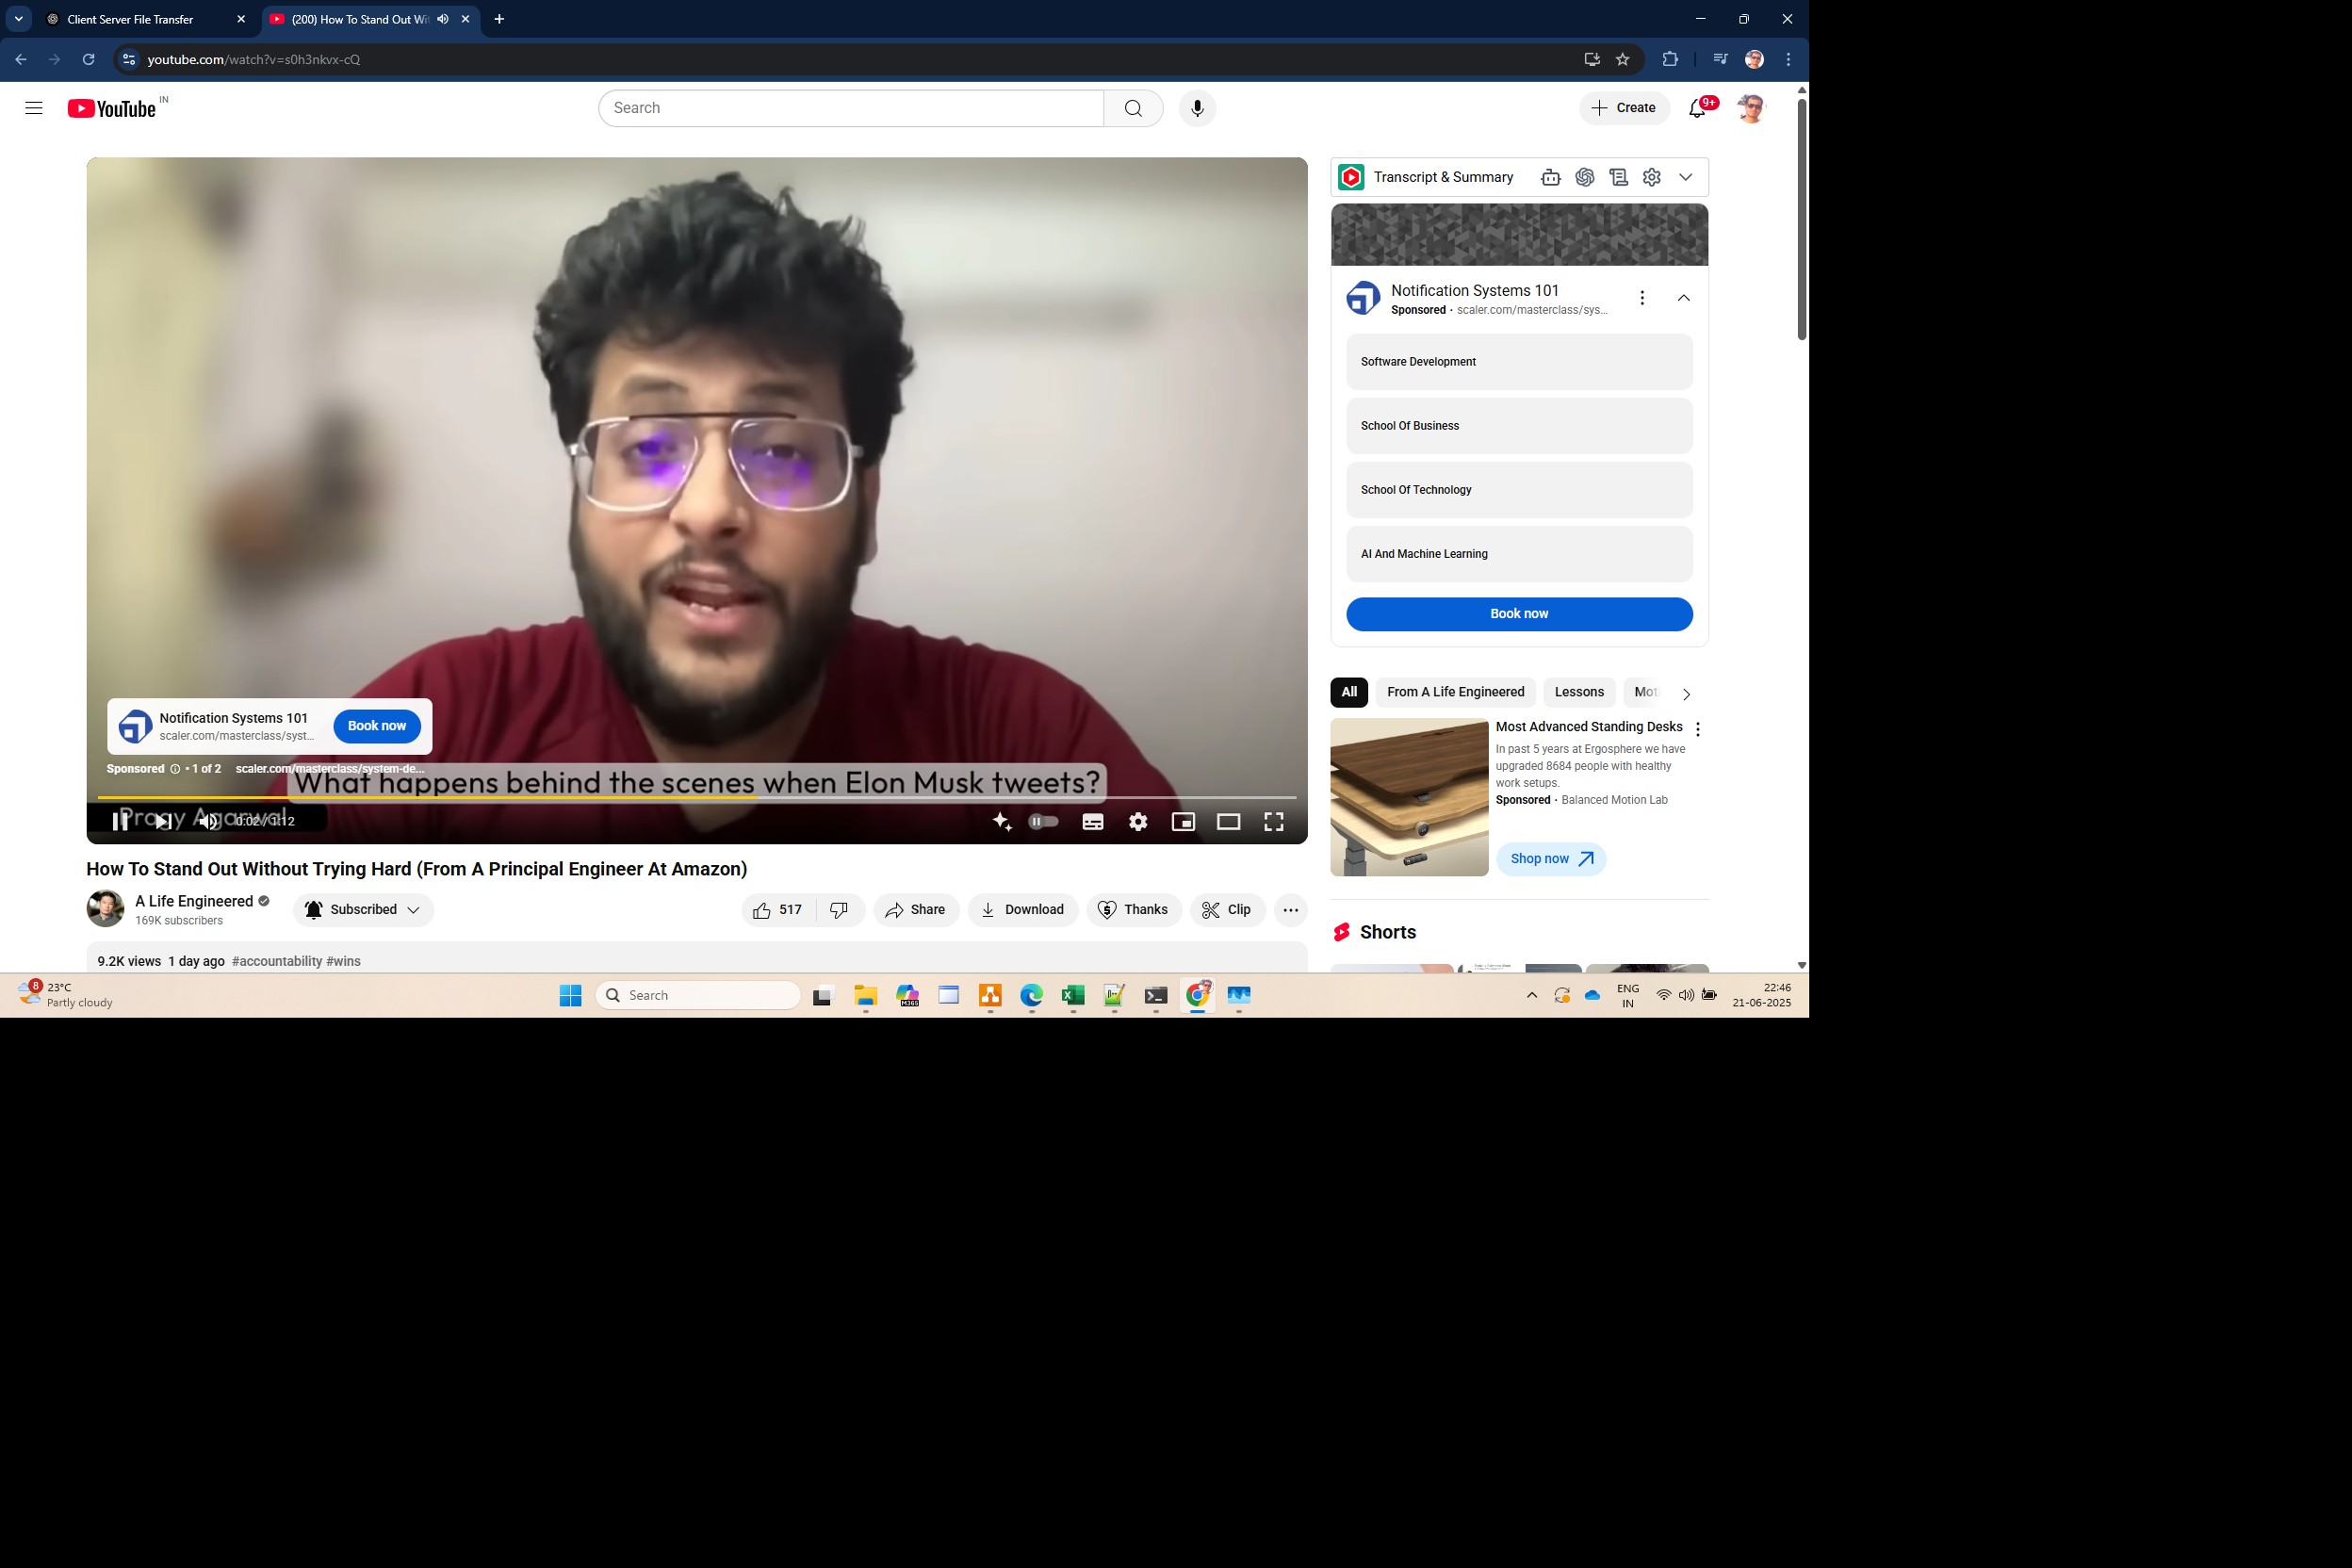 Client Server File Transfer
(200) How To Stand Out Wi
youtube.com/watch?v=s0h3nkvx-cQ
YouTube IN
Search
Create
9+
Transcript & Summary
Notification Systems 101
Sponsored · scaler.com/masterclass/sys...
Software Development
School Of Business
School Of Technology
AI And Machine Learning
Book now
Notification Systems 101
scaler.com/masterclass/syst...
Book now
Sponsored • 1 of 2 scaler.com/masterclass/system-de...
What happens behind the scenes when Elon Musk tweets?
Pragy Agarwal
0:02 / 1:12
All
From A Life Engineered
Lessons
Mot
Most Advanced Standing Desks
In past 5 years at Ergosphere we have
upgraded 8684 people with healthy
work setups.
Sponsored · Balanced Motion Lab
Shop now
How To Stand Out Without Trying Hard (From A Principal Engineer At Amazon)
A Life Engineered
169K subscribers
Subscribed
517
Share
Download
Thanks
Clip
Shorts
9.2K views 1 day ago #accountability #wins
8
23°C
Partly cloudy
Search
M365
ENG
IN
22:46
21-06-2025